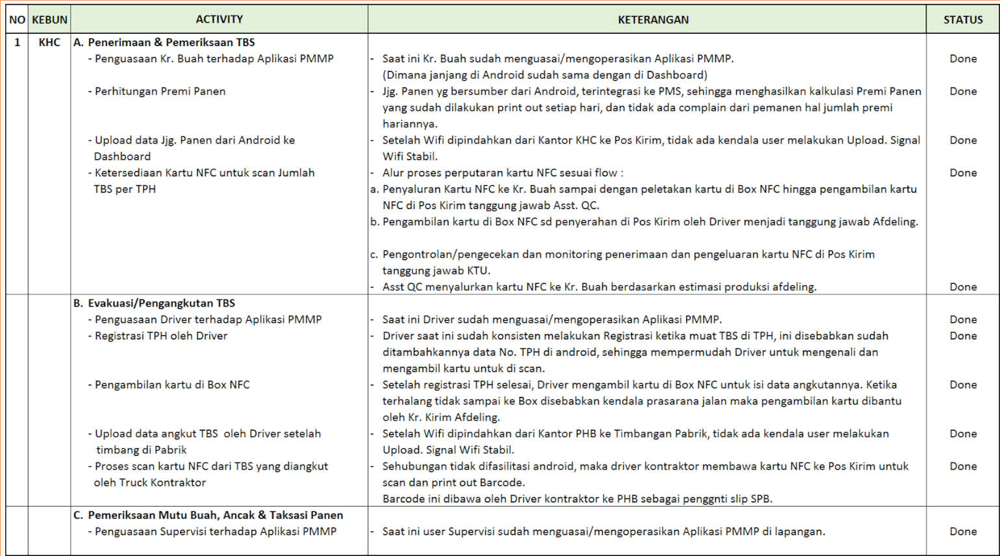 NO KEBUN ACTIVITY KETERANGAN STATUS
1 KHC A. Penerimaan & Pemeriksaan TBS
- Penguasaan Kr. Buah terhadap Aplikasi PMMP - Saat ini Kr. Buah sudah menguasai/mengoperasikan Aplikasi PMMP. Done
(Dimana janjang di Android sudah sama dengan di Dashboard)
- Perhitungan Premi Panen - Jjg. Panen yg bersumber dari Android, terintegrasi ke PMS, sehingga menghasilkan kalkulasi Premi Panen Done
yang sudah dilakukan print out setiap hari, dan tidak ada complain dari pemanen hal jumlah premi
hariannya.
- Upload data Jjg. Panen dari Android ke - Setelah Wifi dipindahkan dari Kantor KHC ke Pos Kirim, tidak ada kendala user melakukan Upload. Signal Done
Dashboard Wifi Stabil.
- Ketersediaan Kartu NFC untuk scan Jumlah - Alur proses perputaran kartu NFC sesuai flow : Done
TBS per TPH a. Penyaluran Kartu NFC ke Kr. Buah sampai dengan peletakan kartu di Box NFC hingga pengambilan kartu
NFC di Pos Kirim tanggung jawab Asst. QC.
b. Pengambilan kartu di Box NFC sd penyerahan di Pos Kirim oleh Driver menjadi tanggung jawab Afdeling.
c. Pengontrolan/pengecekan dan monitoring penerimaan dan pengeluaran kartu NFC di Pos Kirim
tanggung jawab KTU.
- Asst QC menyalurkan kartu NFC ke Kr. Buah berdasarkan estimasi produksi afdeling. Done
B. Evakuasi/Pengangkutan TBS
- Penguasaan Driver terhadap Aplikasi PMMP - Saat ini Driver sudah menguasai/mengoperasikan Aplikasi PMMP. Done
- Registrasi TPH oleh Driver - Driver saat ini sudah konsisten melakukan Registrasi ketika muat TBS di TPH, ini disebabkan sudah Done
ditambahkannya data No. TPH di android, sehingga mempermudah Driver untuk mengenali dan
mengambil kartu untuk di scan.
- Pengambilan kartu di Box NFC - Setelah registrasi TPH selesai, Driver mengambil kartu di Box NFC untuk isi data angkutannya. Ketika Done
terhalang tidak sampai ke Box disebabkan kendala prasarana jalan maka pengambilan kartu dibantu
oleh Kr. Kirim Afdeling.
- Upload data angkut TBS oleh Driver setelah - Setelah Wifi dipindahkan dari Kantor PHB ke Timbangan Pabrik, tidak ada kendala user melakukan Done
timbang di Pabrik Upload. Signal Wifi Stabil.
- Proses scan kartu NFC dari TBS yang diangkut - Sehubungan tidak difasilitasi android, maka driver kontraktor membawa kartu NFC ke Pos Kirim untuk Done
oleh Truck Kontraktor scan dan print out Barcode.
Barcode ini dibawa oleh Driver kontraktor ke PHB sebagai penggnti slip SPB.
C. Pemeriksaan Mutu Buah, Ancak & Taksasi Panen
- Penguasaan Supervisi terhadap Aplikasi PMMP - Saat ini user Supervisi sudah menguasai/mengoperasikan Aplikasi PMMP di lapangan. Done